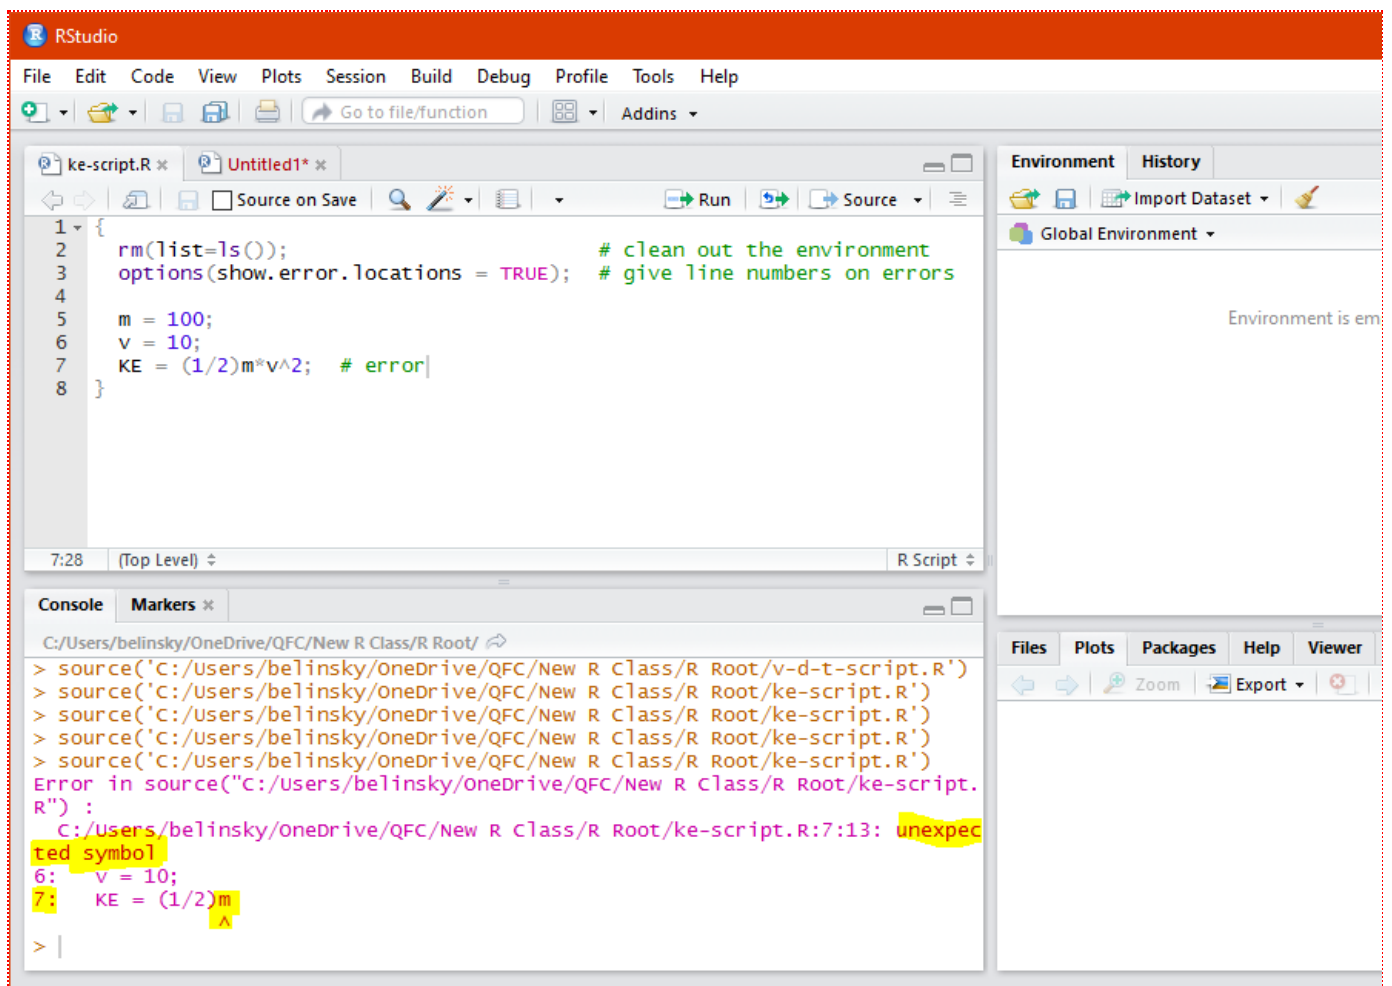 RStudio
File Edit Code View Plots Session Build Debug Profile Tools Help
Go to file/function Addins
ke-script.R Untitled1*
Source on Save Run Source
1 {
2 rm(list=ls()); # clean out the environment
3 options(show.error.locations = TRUE); # give line numbers on errors
4
5 m = 100;
6 v = 10;
7 KE = (1/2)m*v^2; # error
8 }
7:28 (Top Level) R Script
Console Markers
C:/Users/belinsky/OneDrive/QFC/New R Class/R Root/
> source('C:/Users/belinsky/OneDrive/QFC/New R Class/R Root/v-d-t-script.R')
> source('C:/Users/belinsky/OneDrive/QFC/New R Class/R Root/ke-script.R')
> source('C:/Users/belinsky/OneDrive/QFC/New R Class/R Root/ke-script.R')
> source('C:/Users/belinsky/OneDrive/QFC/New R Class/R Root/ke-script.R')
> source('C:/Users/belinsky/OneDrive/QFC/New R Class/R Root/ke-script.R')
Error in source("C:/Users/belinsky/OneDrive/QFC/New R Class/R Root/ke-script.
R") :
C:/Users/belinsky/OneDrive/QFC/New R Class/R Root/ke-script.R:7:13: unexpec
ted symbol
6: v = 10;
7: KE = (1/2)m
^
>
Environment History
Import Dataset
Global Environment
Environment is em
Files Plots Packages Help Viewer
Zoom Export